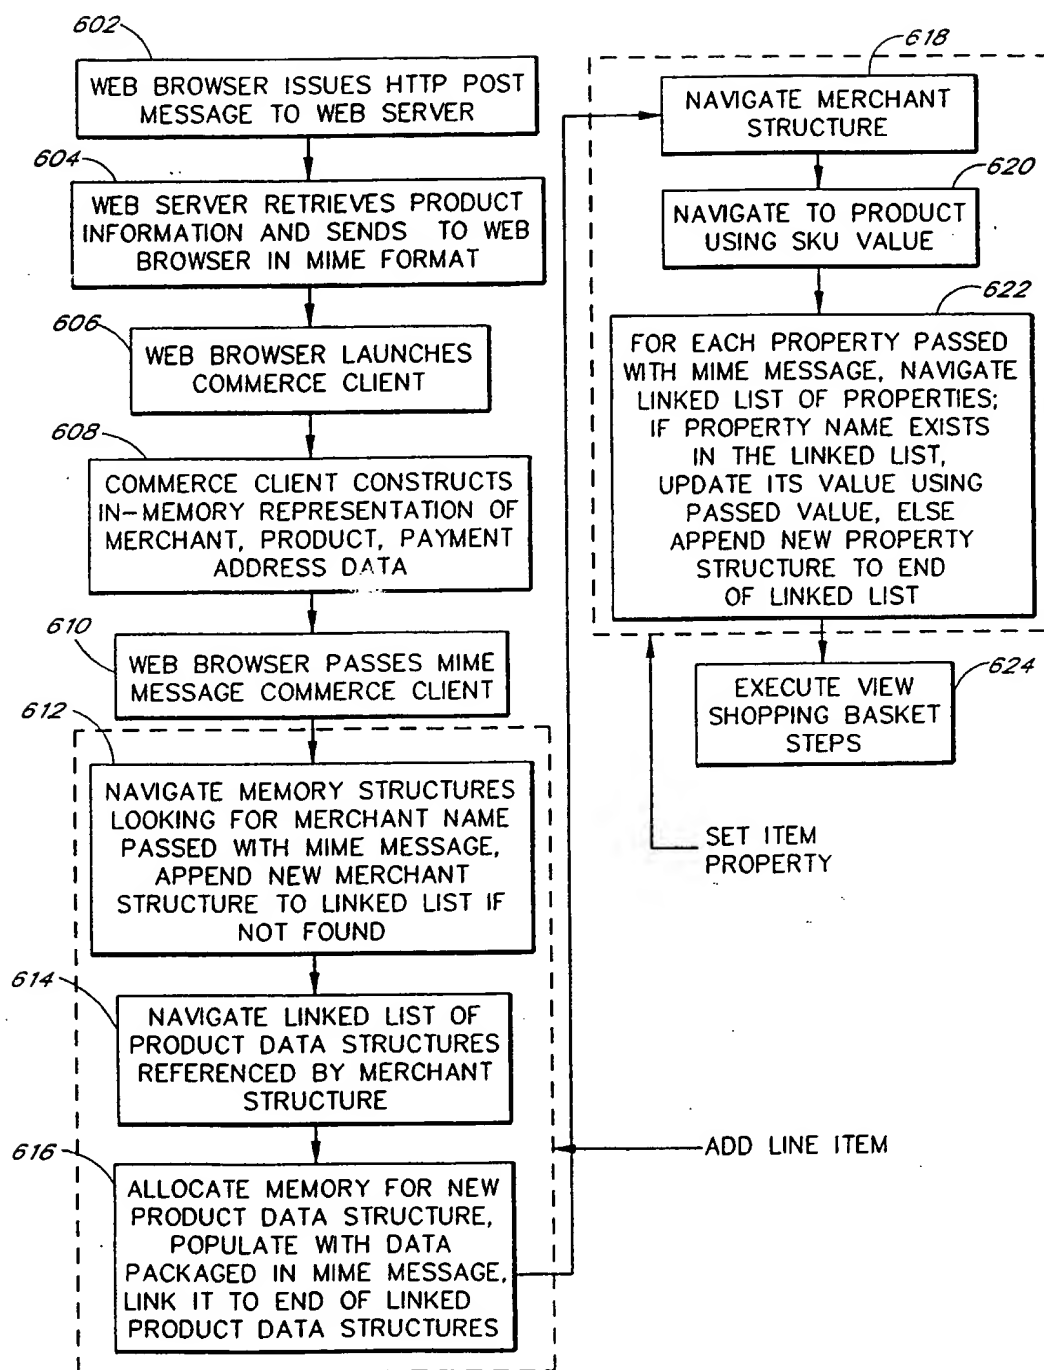 602
WEB BROWSER ISSUES HTTP POST
MESSAGE TO WEB SERVER
604
WEB SERVER RETRIEVES PRODUCT
INFORMATION AND SENDS TO WEB
BROWSER IN MIME FORMAT
606
WEB BROWSER LAUNCHES
COMMERCE CLIENT
608
COMMERCE CLIENT CONSTRUCTS
IN-MEMORY REPRESENTATION OF
MERCHANT, PRODUCT, PAYMENT
ADDRESS DATA
610
WEB BROWSER PASSES MIME
MESSAGE COMMERCE CLIENT
612
NAVIGATE MEMORY STRUCTURES
LOOKING FOR MERCHANT NAME
PASSED WITH MIME MESSAGE,
APPEND NEW MERCHANT
STRUCTURE TO LINKED LIST IF
NOT FOUND
614
NAVIGATE LINKED LIST OF
PRODUCT DATA STRUCTURES
REFERENCED BY MERCHANT
STRUCTURE
616
ALLOCATE MEMORY FOR NEW
PRODUCT DATA STRUCTURE,
POPULATE WITH DATA
PACKAGED IN MIME MESSAGE,
LINK IT TO END OF LINKED
PRODUCT DATA STRUCTURES
ADD LINE ITEM
618
NAVIGATE MERCHANT
STRUCTURE
620
NAVIGATE TO PRODUCT
USING SKU VALUE
622
FOR EACH PROPERTY PASSED
WITH MIME MESSAGE, NAVIGATE
LINKED LIST OF PROPERTIES;
IF PROPERTY NAME EXISTS
IN THE LINKED LIST,
UPDATE ITS VALUE USING
PASSED VALUE, ELSE
APPEND NEW PROPERTY
STRUCTURE TO END
OF LINKED LIST
624
EXECUTE VIEW
SHOPPING BASKET
STEPS
SET ITEM
PROPERTY